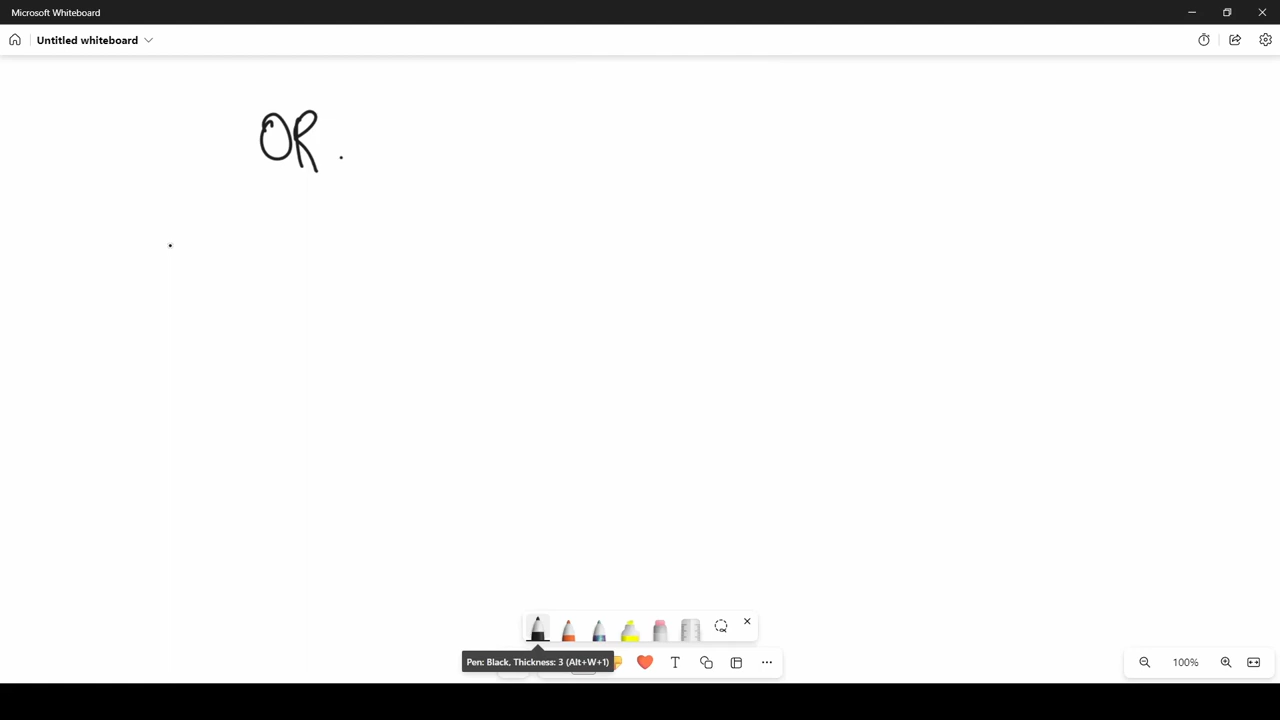 Microsoft Whiteboard
Untitled whiteboard
OR .
Pen: Black, Thickness: 3 (Alt+W+1)
100%